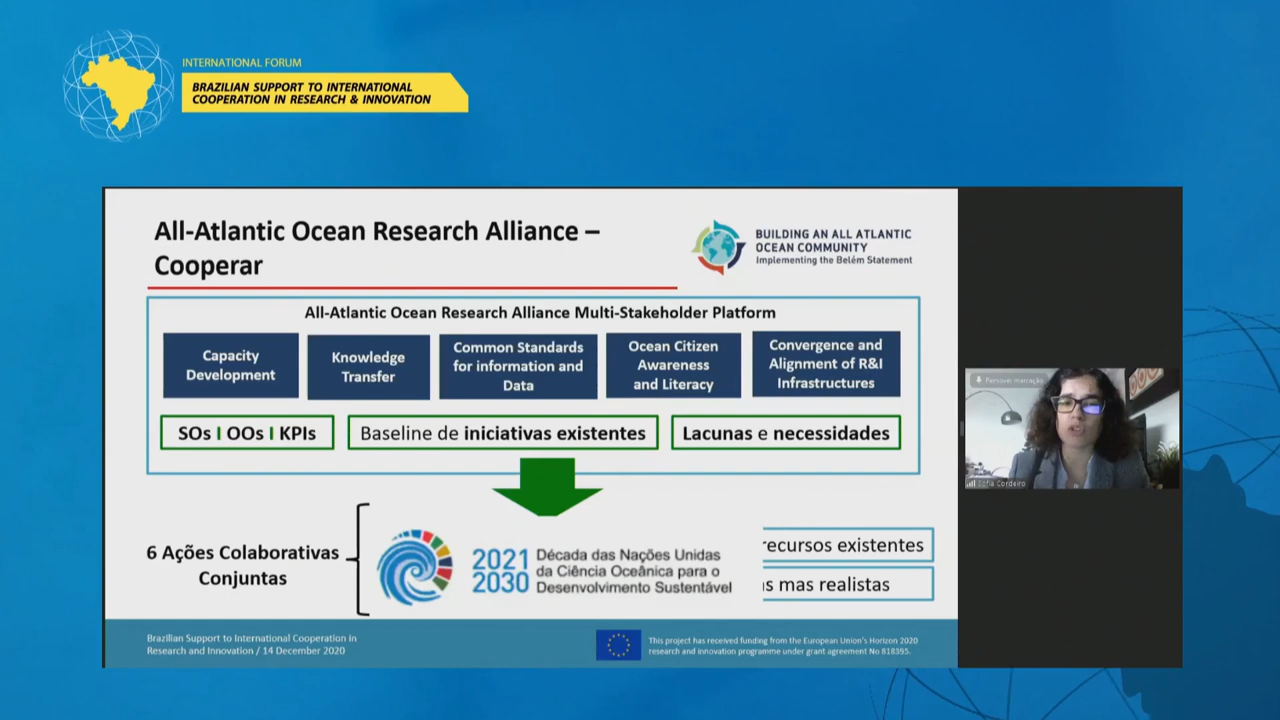 INTERNATIONAL FORUM
BRAZILIAN SUPPORT TO INTERNATIONAL
COOPERATION IN RESEARCH & INNOVATION
All-Atlantic Ocean Research Alliance –
Cooperar
BUILDING AN ALL ATLANTIC
OCEAN COMMUNITY
Implementing the Belém Statement
All-Atlantic Ocean Research Alliance Multi-Stakeholder Platform
Capacity
Development
Knowledge
Transfer
Common Standards
for information and
Data
Ocean Citizen
Awareness
and Literacy
Convergence and
Alignment of R&I
Infrastructures
SOs I OOs I KPIs
Baseline de iniciativas existentes
Lacunas e necessidades
6 Ações Colaborativas
Conjuntas
2021
2030
Década das Nações Unidas
da Ciência Oceânica para o
Desenvolvimento Sustentável
recursos existentes
s mas realistas
Brazilian Support to International Cooperation in
Research and Innovation / 14 December 2020
This project has received funding from the European Union's Horizon 2020
research and innovation programme under grant agreement No 818395.
Remover marcação
Sofia Cordeiro